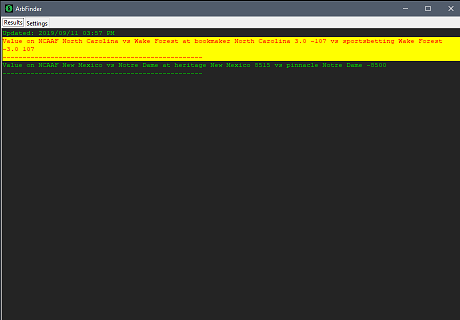 ArbFinder
Results Settings
Updated: 2019/09/11 03:57 PM
Value on NCAAF North Carolina vs Wake Forest at bookmaker North Carolina 3.0 -107 vs sportsbetting Wake Forest
-3.0 107
--------------------------------------------------
Value on NCAAF New Mexico vs Notre Dame at heritage New Mexico 8515 vs pinnacle Notre Dame -8500
--------------------------------------------------